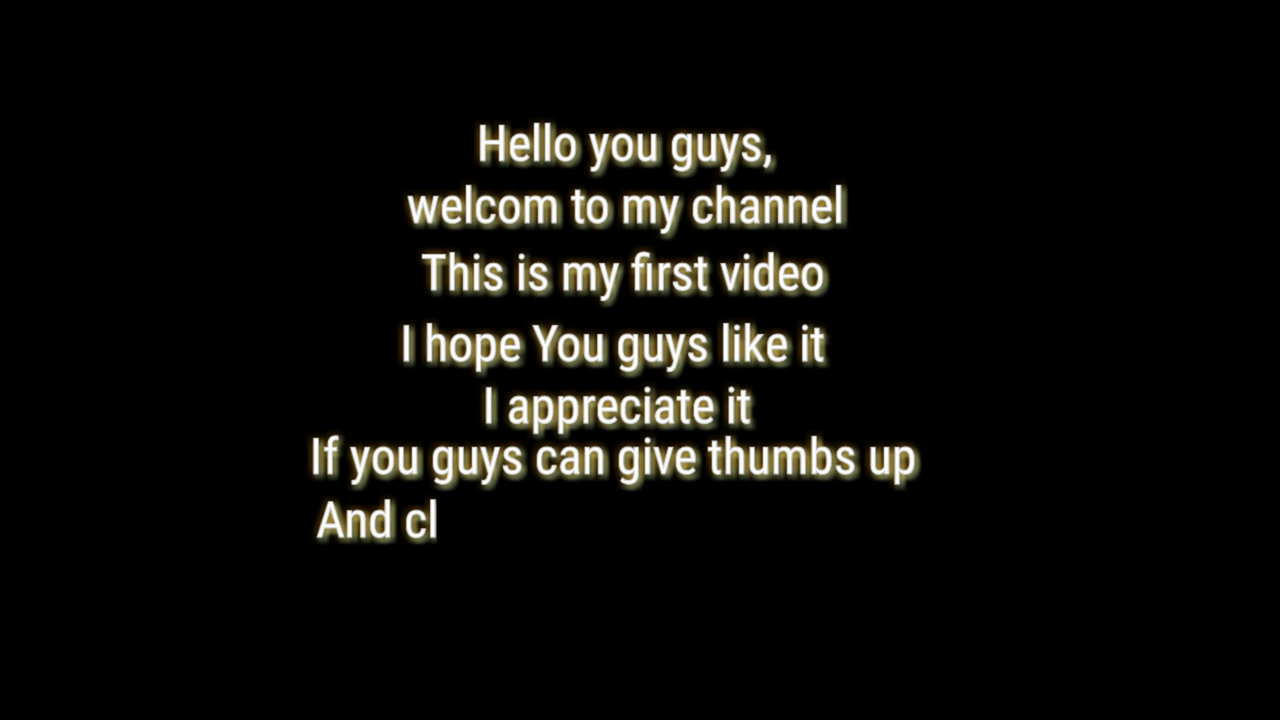 Hello you guys,
welcom to my channel
This is my first video
I hope You guys like it
I appreciate it
If you guys can give thumbs up
And cl